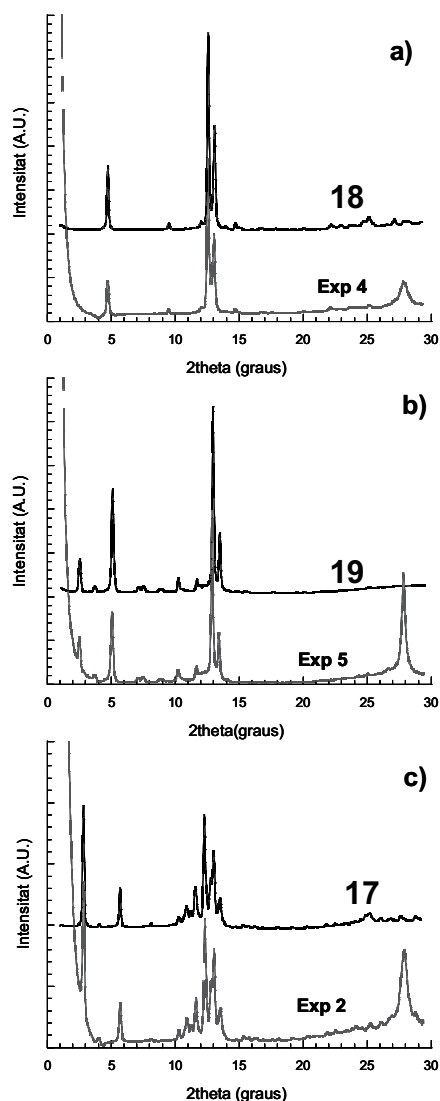 a)
Intensitat (A.U.)
18
Exp 4
0 5 10 15 20 25 30
2theta (graus)
b)
Intensitat (A.U.)
19
Exp 5
0 5 10 15 20 25 30
2theta(graus)
c)
Intensitat (A.U.)
17
Exp 2
0 5 10 15 20 25 30
2theta (graus)